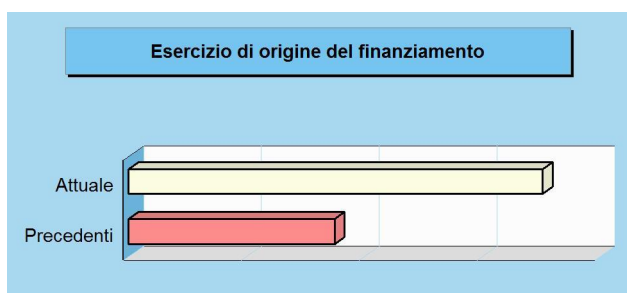 Esercizio di origine del finanziamento
Attuale
Precedenti